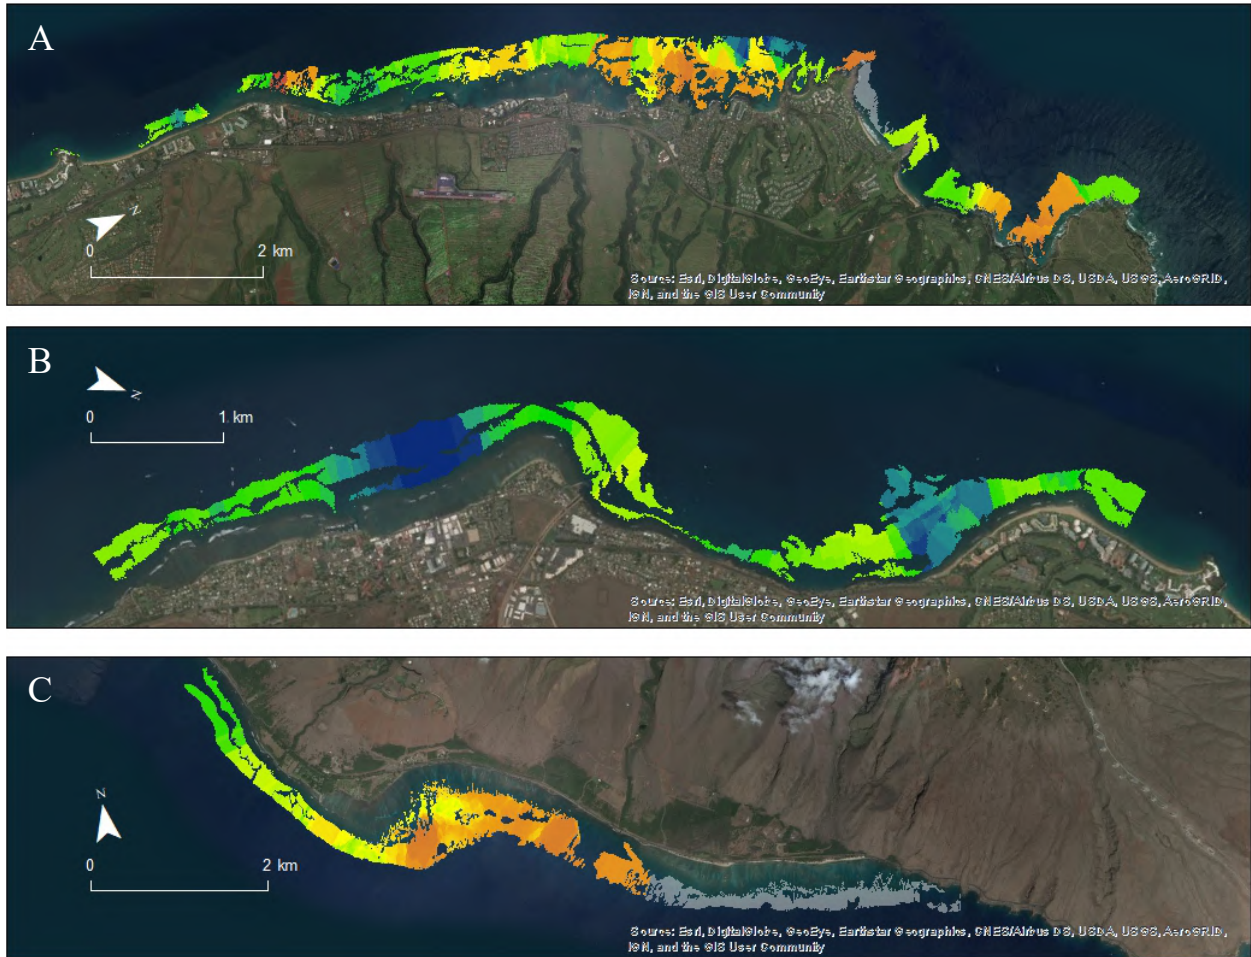 A
N
0 2 km
Source: Esri, DigitalGlobe, GeoEye, Earthstar Geographics, CNES/Airbus DS, USDA, USGS, AeroGRID,
IGN, and the GIS User Community
B
N
0 1 km
Source: Esri, DigitalGlobe, GeoEye, Earthstar Geographics, CNES/Airbus DS, USDA, USGS, AeroGRID,
IGN, and the GIS User Community
C
N
0 2 km
Source: Esri, DigitalGlobe, GeoEye, Earthstar Geographics, CNES/Airbus DS, USDA, USGS, AeroGRID,
IGN, and the GIS User Community